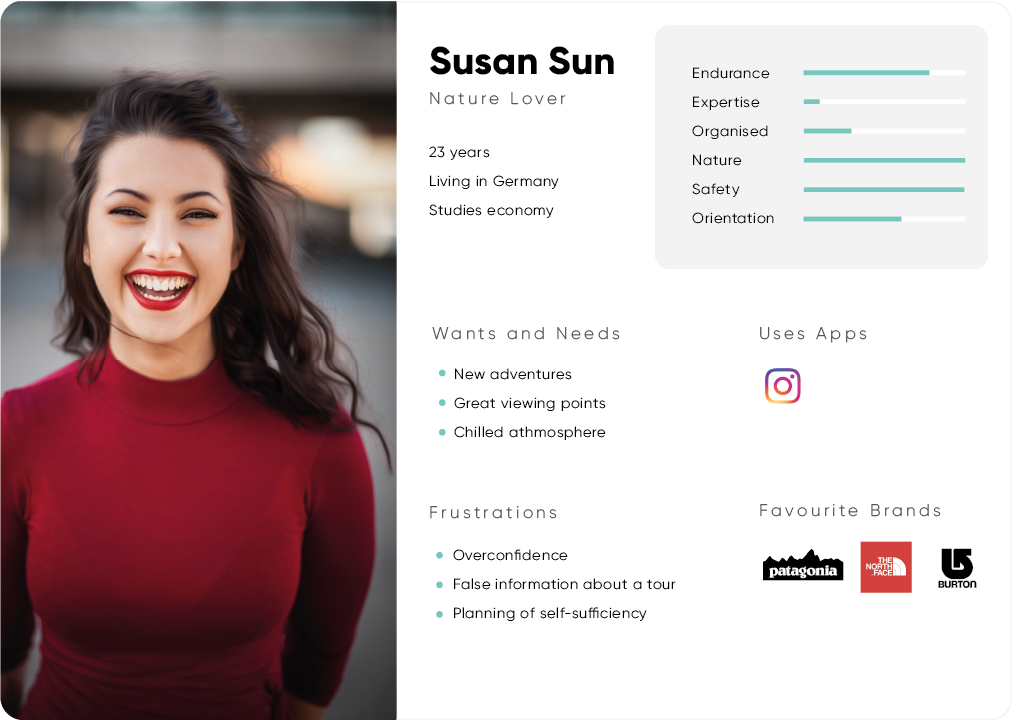 Susan Sun
Nature Lover
23 years
Living in Germany
Studies economy
Endurance
Expertise
Organised
Nature
Safety
Orientation
Wants and Needs
New adventures
Great viewing points
Chilled athmosphere
Uses Apps
Frustrations
Overconfidence
False information about a tour
Planning of self-sufficiency
Favourite Brands
patagonia
THE
NORTH
FACE
BURTON